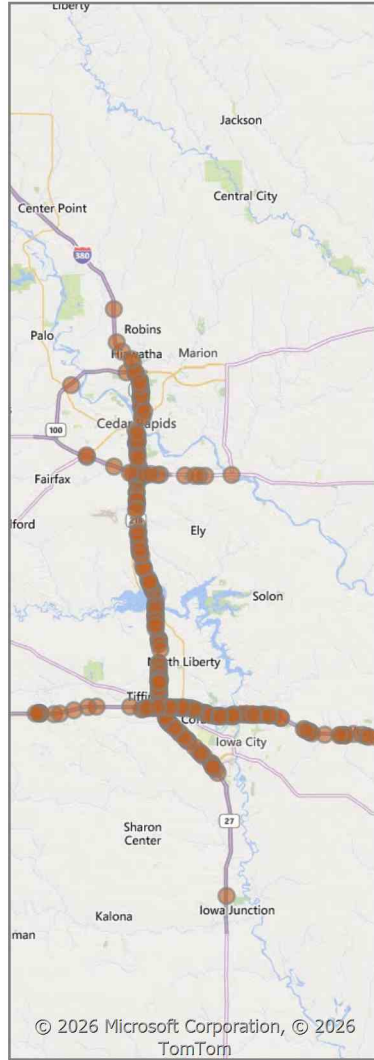 Liberty
Jackson
Central City
Center Point
380
Robins
Palo
Hiawatha
Marion
Cedar Rapids
100
Fairfax
Ely
Solon
North Liberty
Tiffin
Iowa City
27
Sharon
Center
Kalona
Iowa Junction
© 2026 Microsoft Corporation, © 2026
TomTom